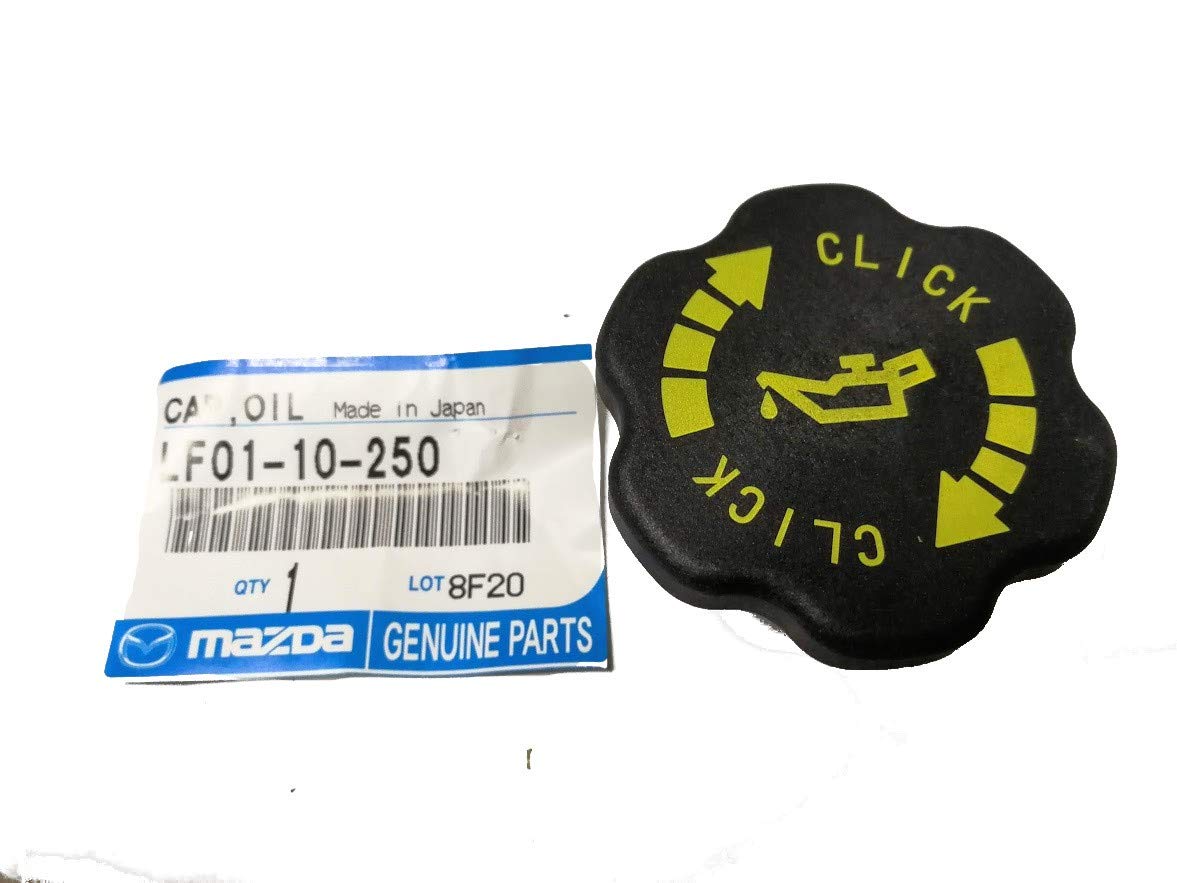 CAP,OIL Made in Japan
LF01-10-250
QTY 1 LOT 8F20
mazda GENUINE PARTS
CLICK
CLICK